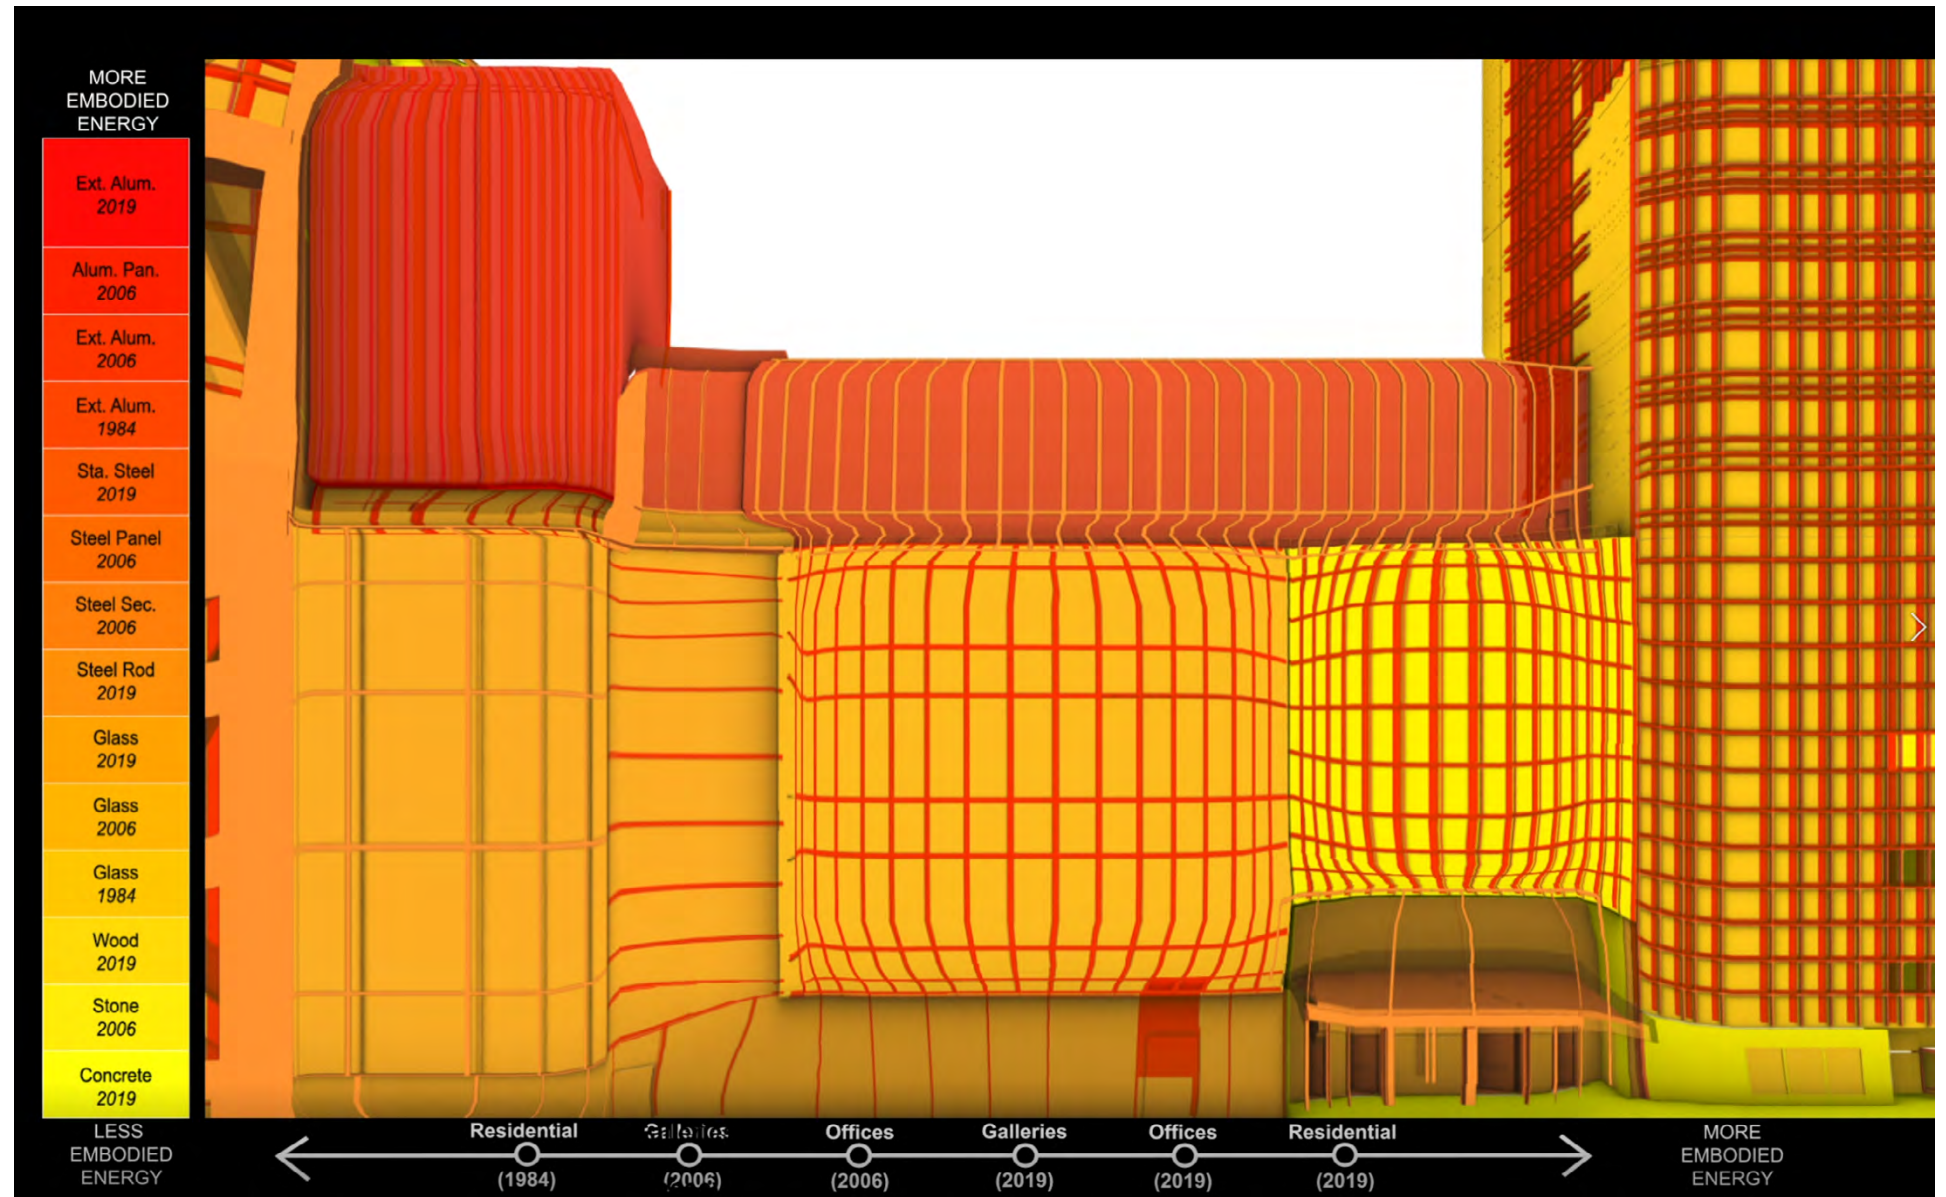 MORE
EMBODIED
ENERGY
Ext. Alum.
2019
Alum. Pan.
2006
Ext. Alum.
2006
Ext. Alum.
1984
Sta. Steel
2019
Steel Panel
2006
Steel Sec.
2006
Steel Rod
2019
Glass
2019
Glass
2006
Glass
1984
Wood
2019
Stone
2006
Concrete
2019
LESS
EMBODIED
ENERGY
Residential Galleries Offices Galleries Offices Residential
(1984) (2006) (2006) (2019) (2019) (2019)
MORE
EMBODIED
ENERGY